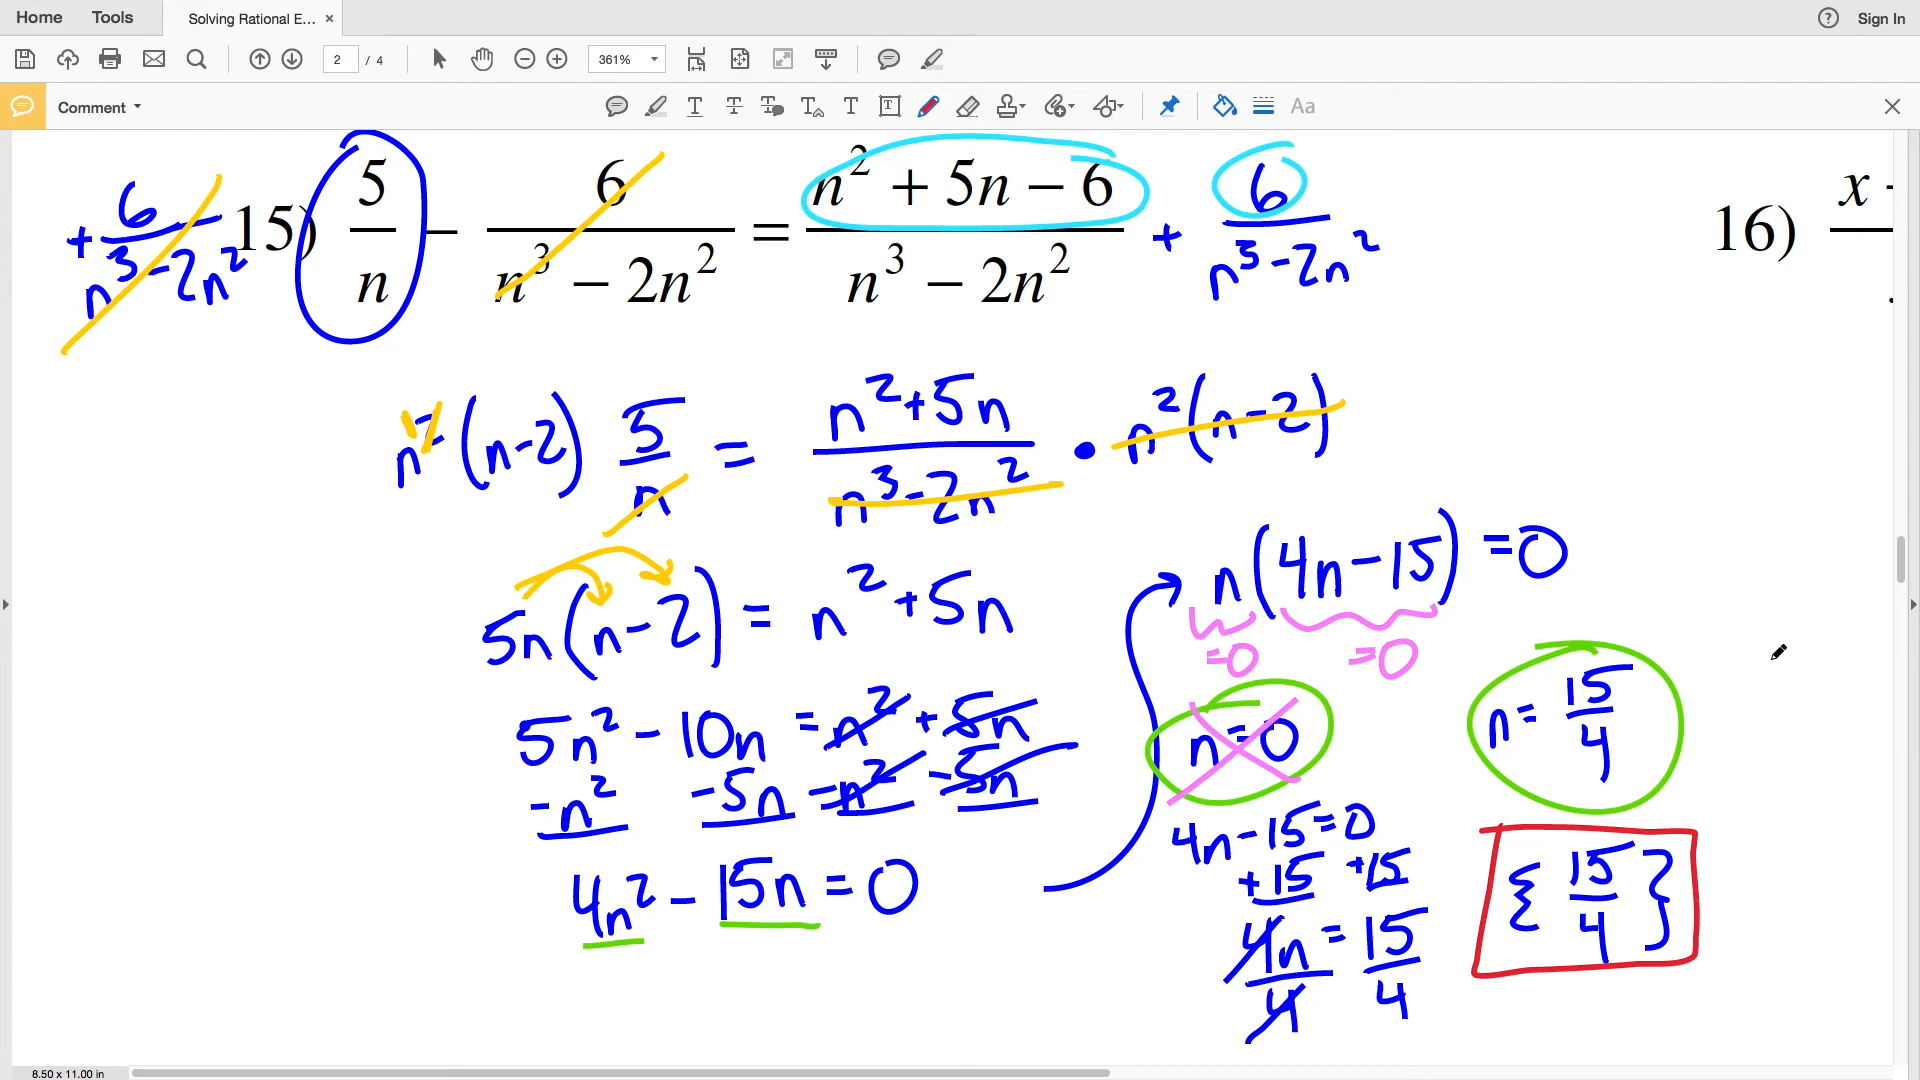 Home Tools Solving Rational E... × ? Sign In
2 / 4 361%
Comment T T T T T T Aa
+ 6/(n³-2n²) 15) 5/n − 6/(n³ − 2n²) = (n² + 5n − 6)/(n³ − 2n²) + 6/(n³-2n²) 16) x -
n²(n-2) 5/n = (n²+5n)/(n³-2n²) • n²(n-2)
5n(n-2) = n²+5n
5n² - 10n = n² + 5n
-n² -5n -n² -5n
4n² - 15n = 0
n(4n-15) = 0
=0 =0
n=0 n= 15/4
4n-15=0
+15 +15
4n/4 = 15/4
{15/4}
8.50 x 11.00 in